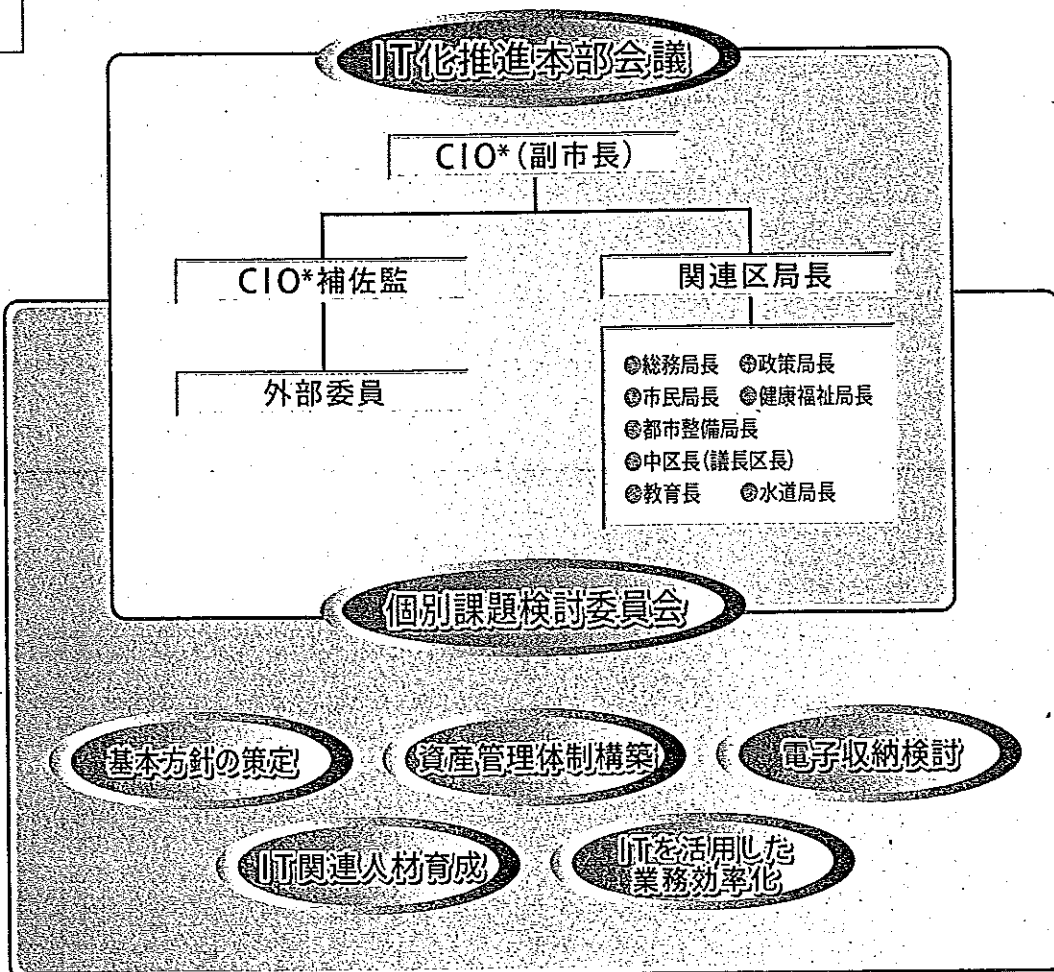 IT化推進本部会議
CIO*(副市長)
CIO*補佐監
関連区局長
外部委員
総務局長 政策局長
市民局長 健康福祉局長
都市整備局長
中区長(議長区長)
教育長 水道局長
個別課題検討委員会
基本方針の策定
資産管理体制構築
電子収納検討
IT関連人材育成
ITを活用した
業務効率化